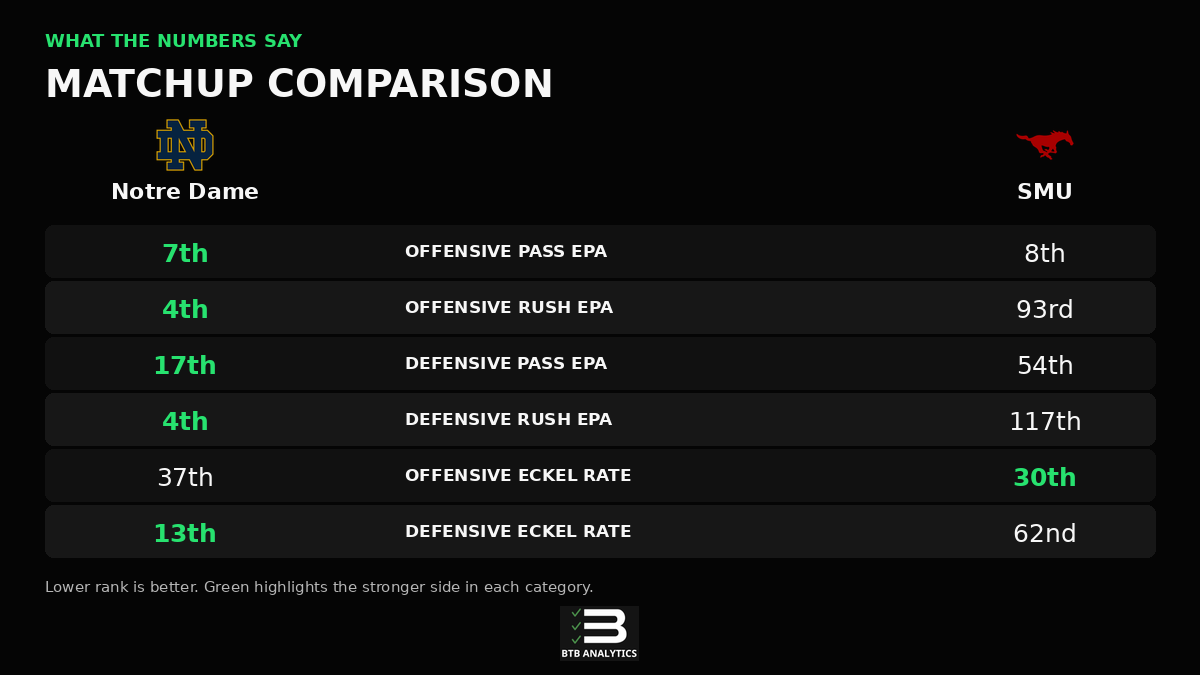 WHAT THE NUMBERS SAY
MATCHUP COMPARISON
Notre Dame SMU
7th OFFENSIVE PASS EPA 8th
4th OFFENSIVE RUSH EPA 93rd
17th DEFENSIVE PASS EPA 54th
4th DEFENSIVE RUSH EPA 117th
37th OFFENSIVE ECKEL RATE 30th
13th DEFENSIVE ECKEL RATE 62nd
Lower rank is better. Green highlights the stronger side in each category.
BTB ANALYTICS